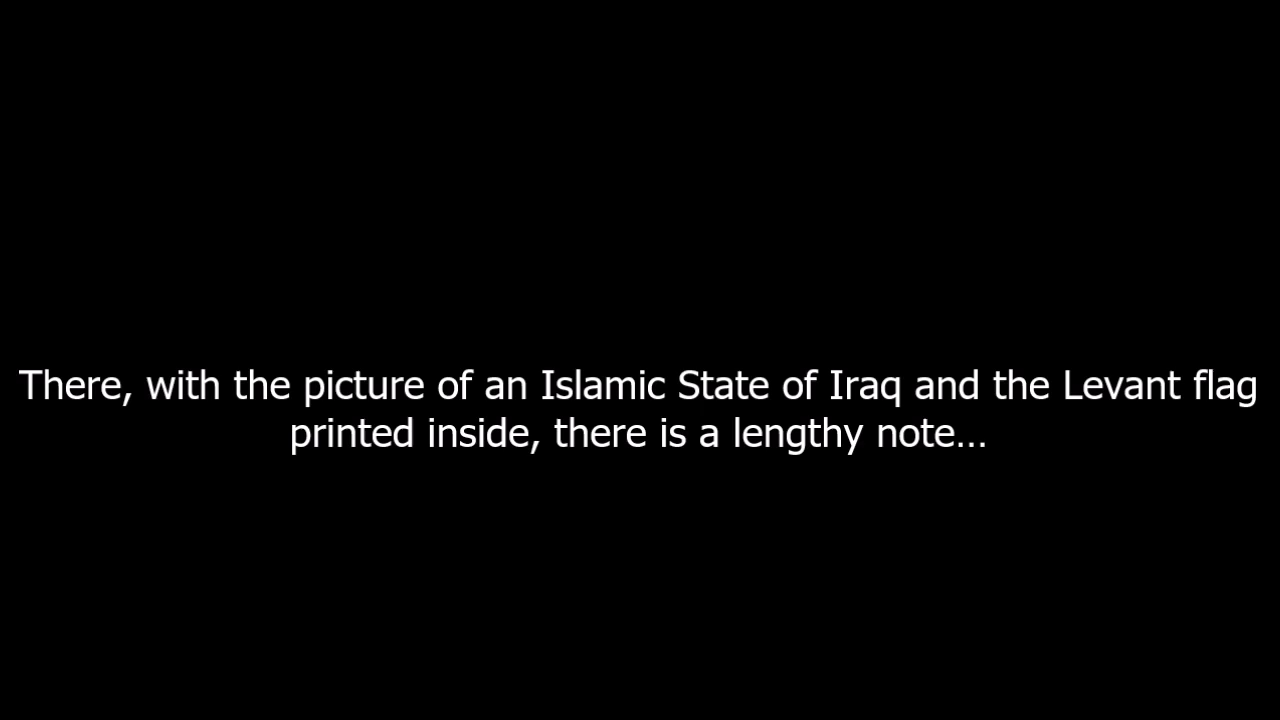 There, with the picture of an Islamic State of Iraq and the Levant flag
printed inside, there is a lengthy note...